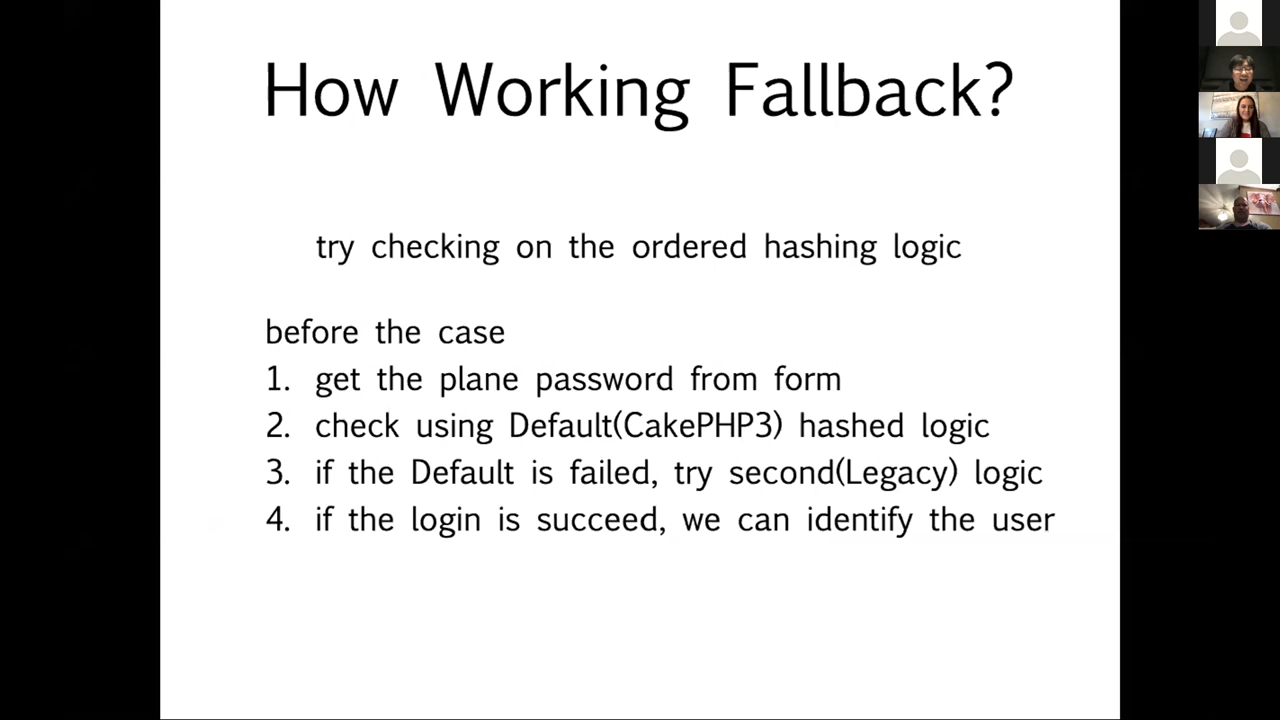 How Working Fallback?
try checking on the ordered hashing logic
before the case
1. get the plane password from form
2. check using Default(CakePHP3) hashed logic
3. if the Default is failed, try second(Legacy) logic
4. if the login is succeed, we can identify the user